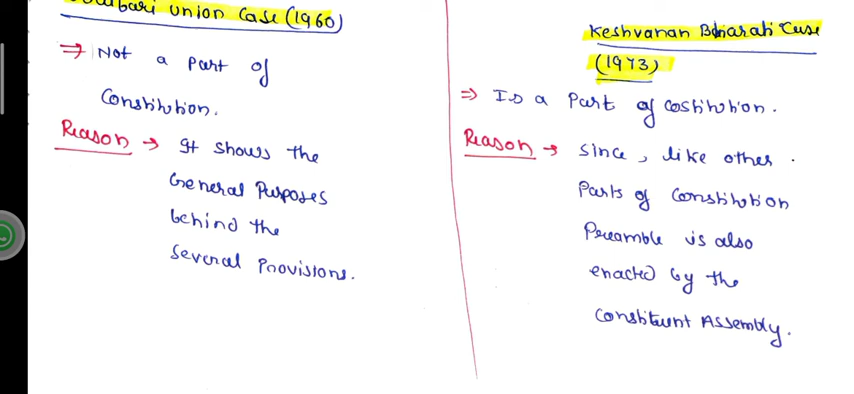 bari Union Case (1960)
⇒ Not a Part of
Constitution.
Reason → It shows the
General Purposes
behind the
Several Provisions.
Keshvanan Bharati Case
(1973)
⇒ Is a Part of Costitution.
Reason → Since, like other
Parts of Constitution
Preamble is also
enacted by the
Constituent Assembly.